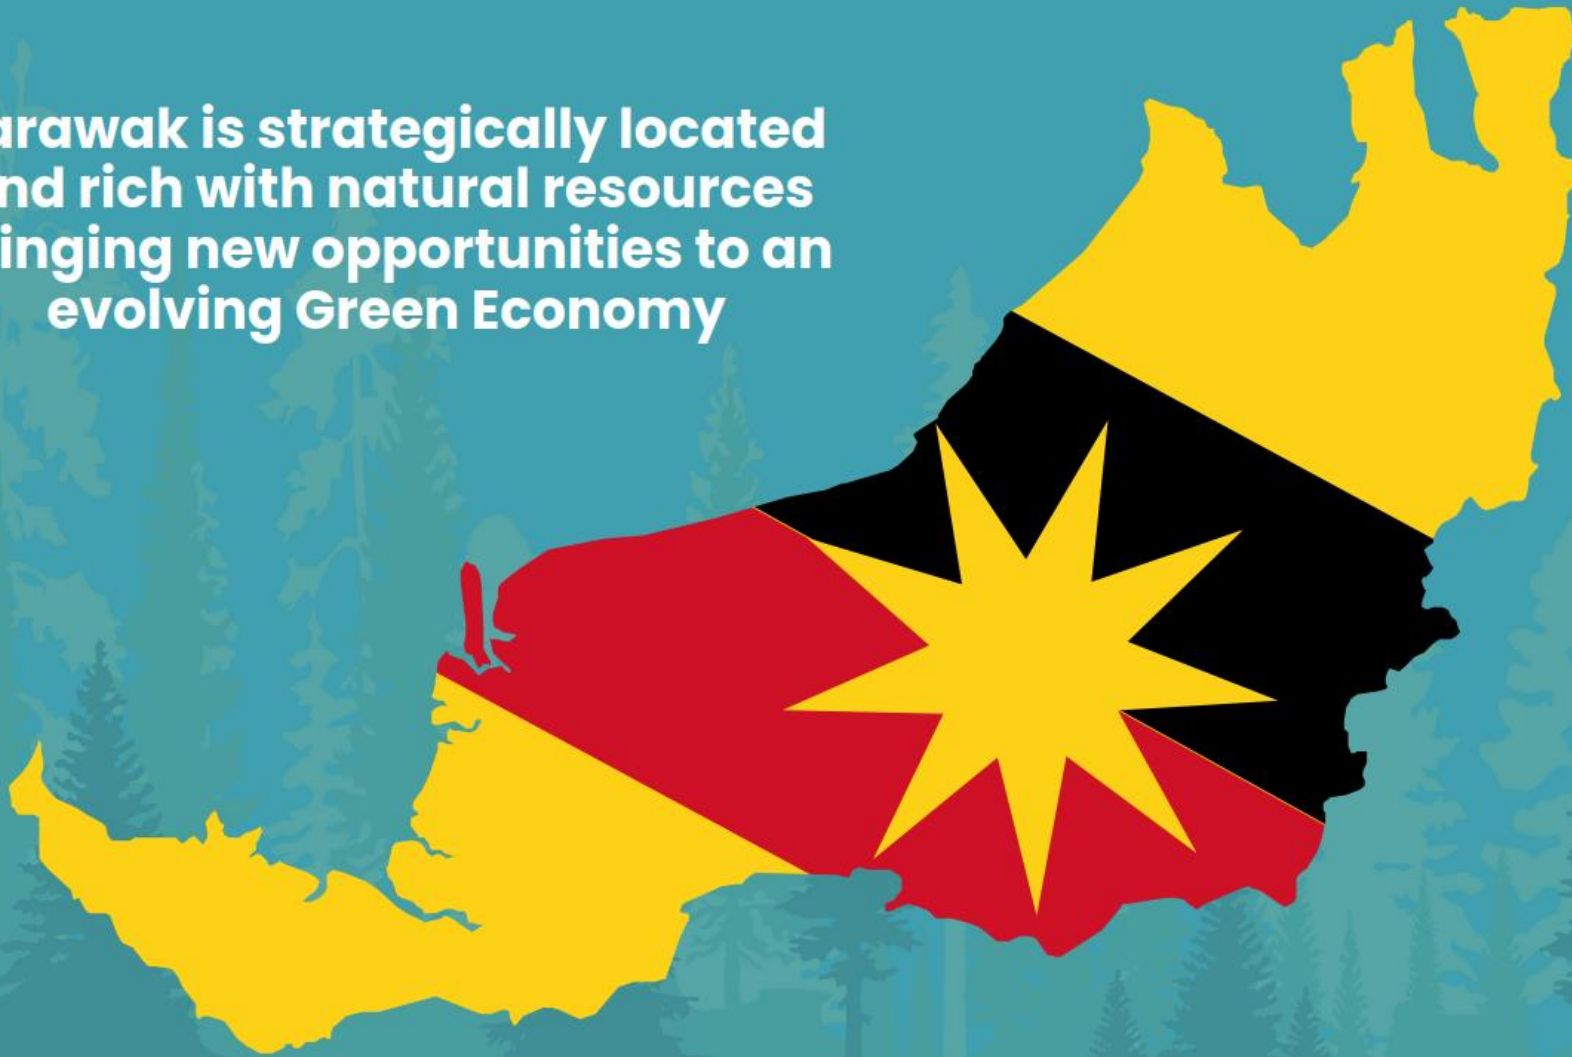 arawak is strategically located
nd rich with natural resources
inging new opportunities to an
evolving Green Economy